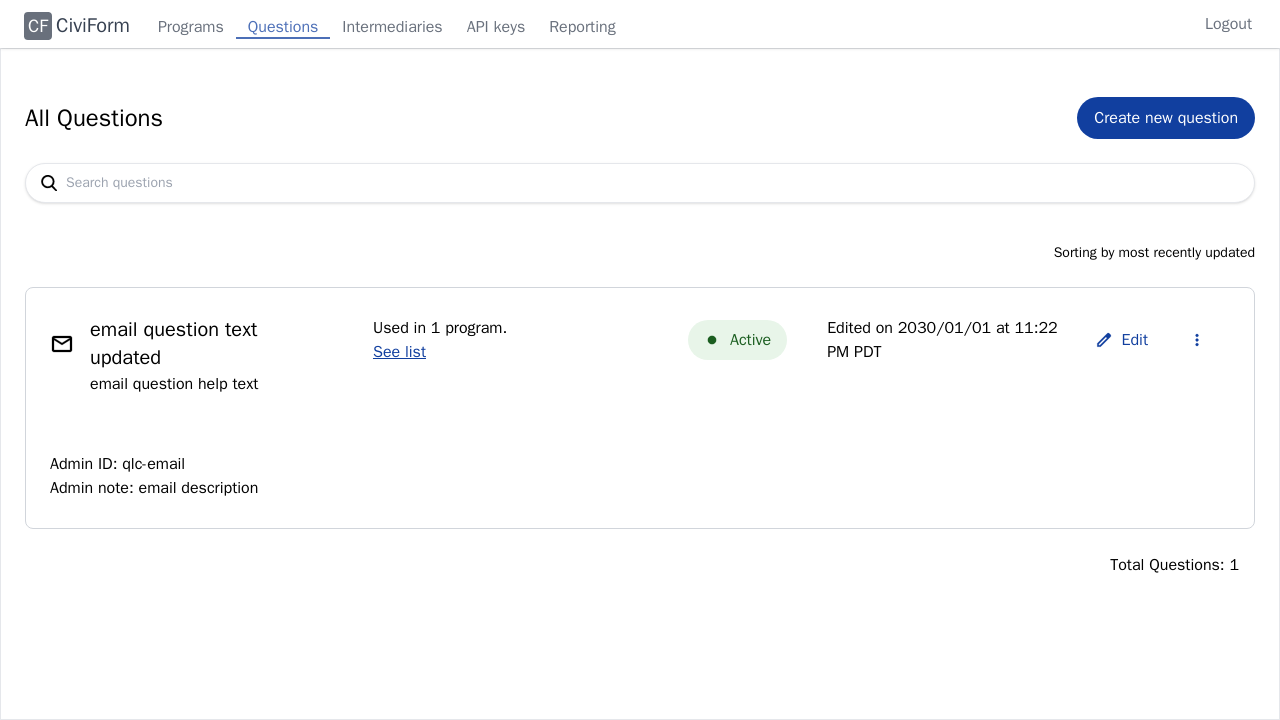 CF CiviForm Programs Questions Intermediaries API keys Reporting Logout
All Questions Create new question
Search questions
Sorting by most recently updated
email question text
updated
email question help text
Used in 1 program.
See list
Active
Edited on 2030/01/01 at 11:22
PM PDT
Edit
Admin ID: qlc-email
Admin note: email description
Total Questions: 1